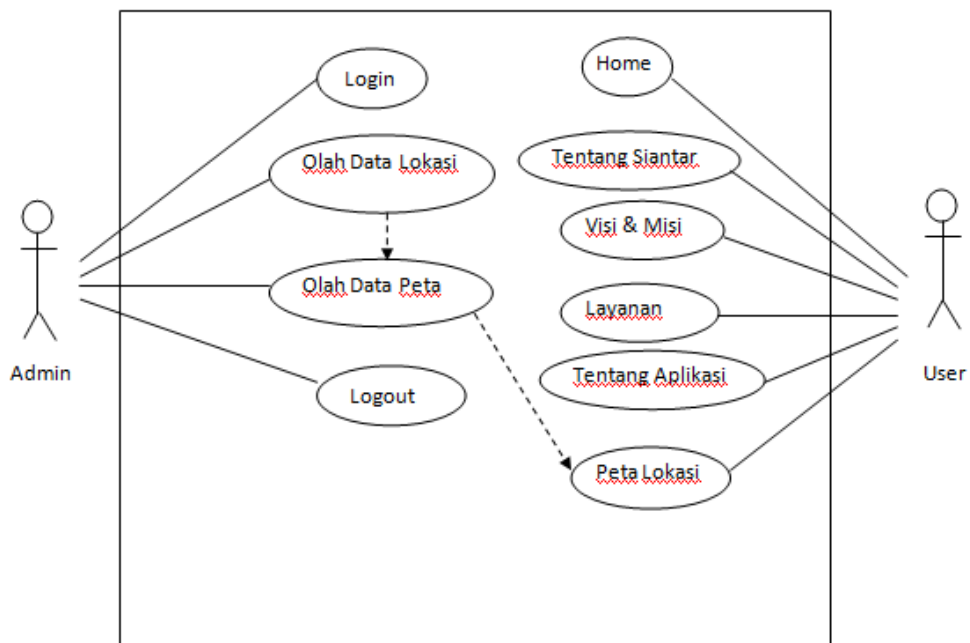 Login
Home
Olah Data Lokasi
Tentang Siantar
Visi & Misi
Olah Data Peta
Layanan
Admin
User
Tentang Aplikasi
Logout
Peta Lokasi